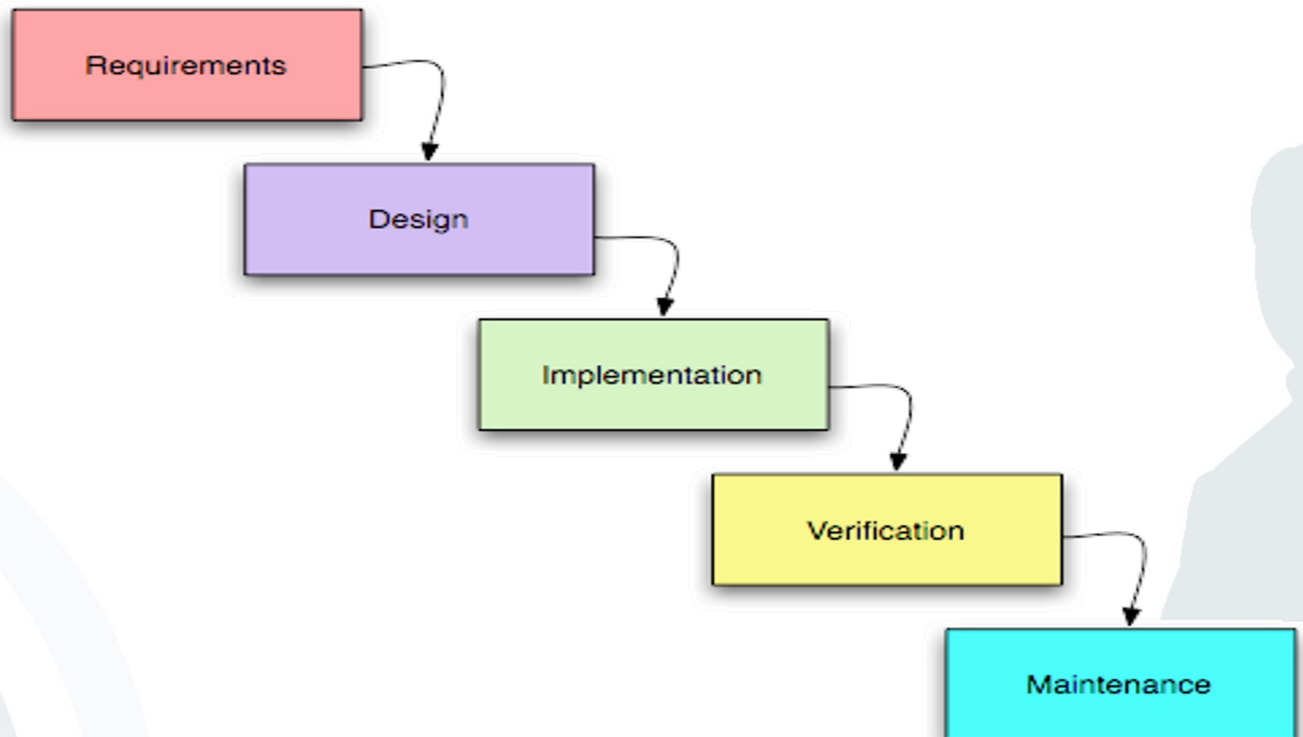 Requirements
Design
Implementation
Verification
Maintenance